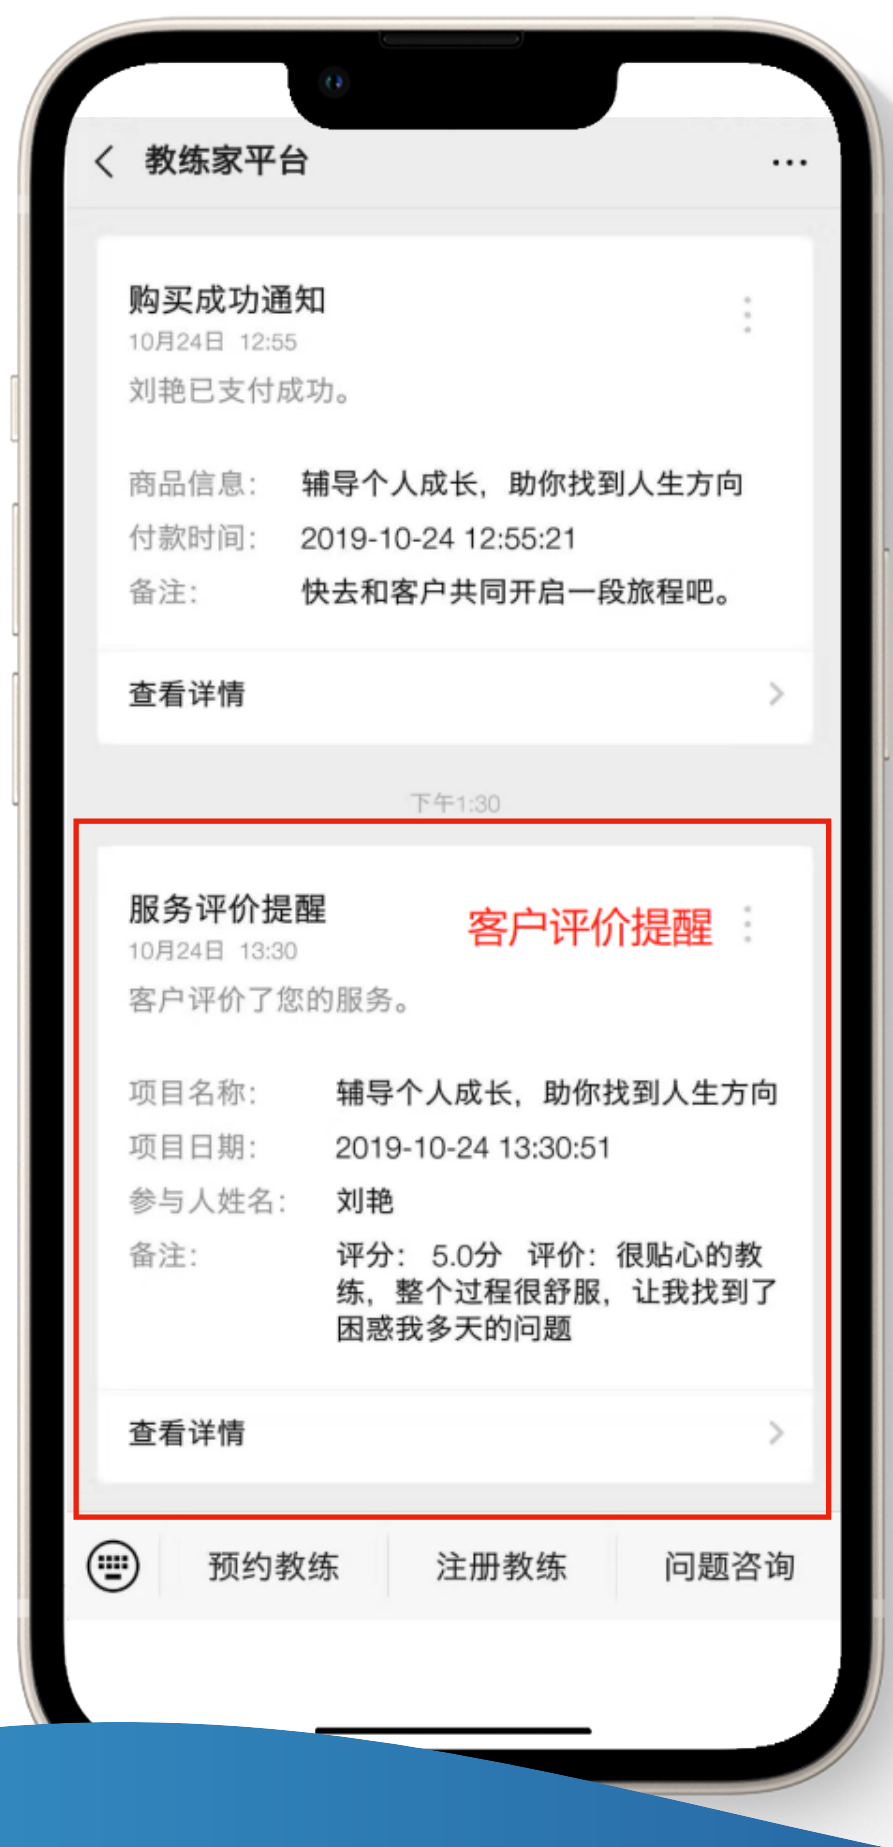 教练家平台
购买成功通知
10月24日 12:55
刘艳已支付成功。
商品信息： 辅导个人成长，助你找到人生方向
付款时间： 2019-10-24 12:55:21
备注： 快去和客户共同开启一段旅程吧。
查看详情
下午1:30
服务评价提醒
客户评价提醒
10月24日 13:30
客户评价了您的服务。
项目名称： 辅导个人成长，助你找到人生方向
项目日期： 2019-10-24 13:30:51
参与人姓名： 刘艳
备注： 评分： 5.0分 评价：很贴心的教
练，整个过程很舒服，让我找到了
困惑我多天的问题
查看详情
预约教练 注册教练 问题咨询